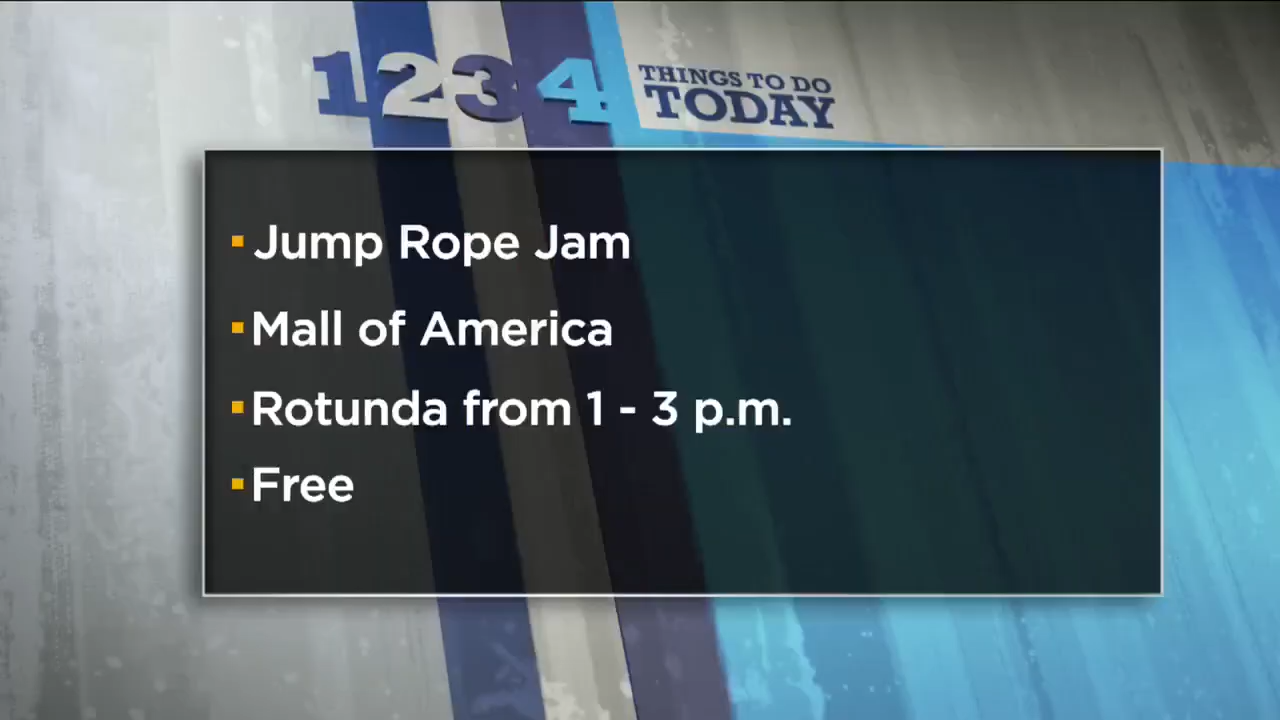 1234 THINGS TO DO
TODAY
Jump Rope Jam
Mall of America
Rotunda from 1 - 3 p.m.
Free